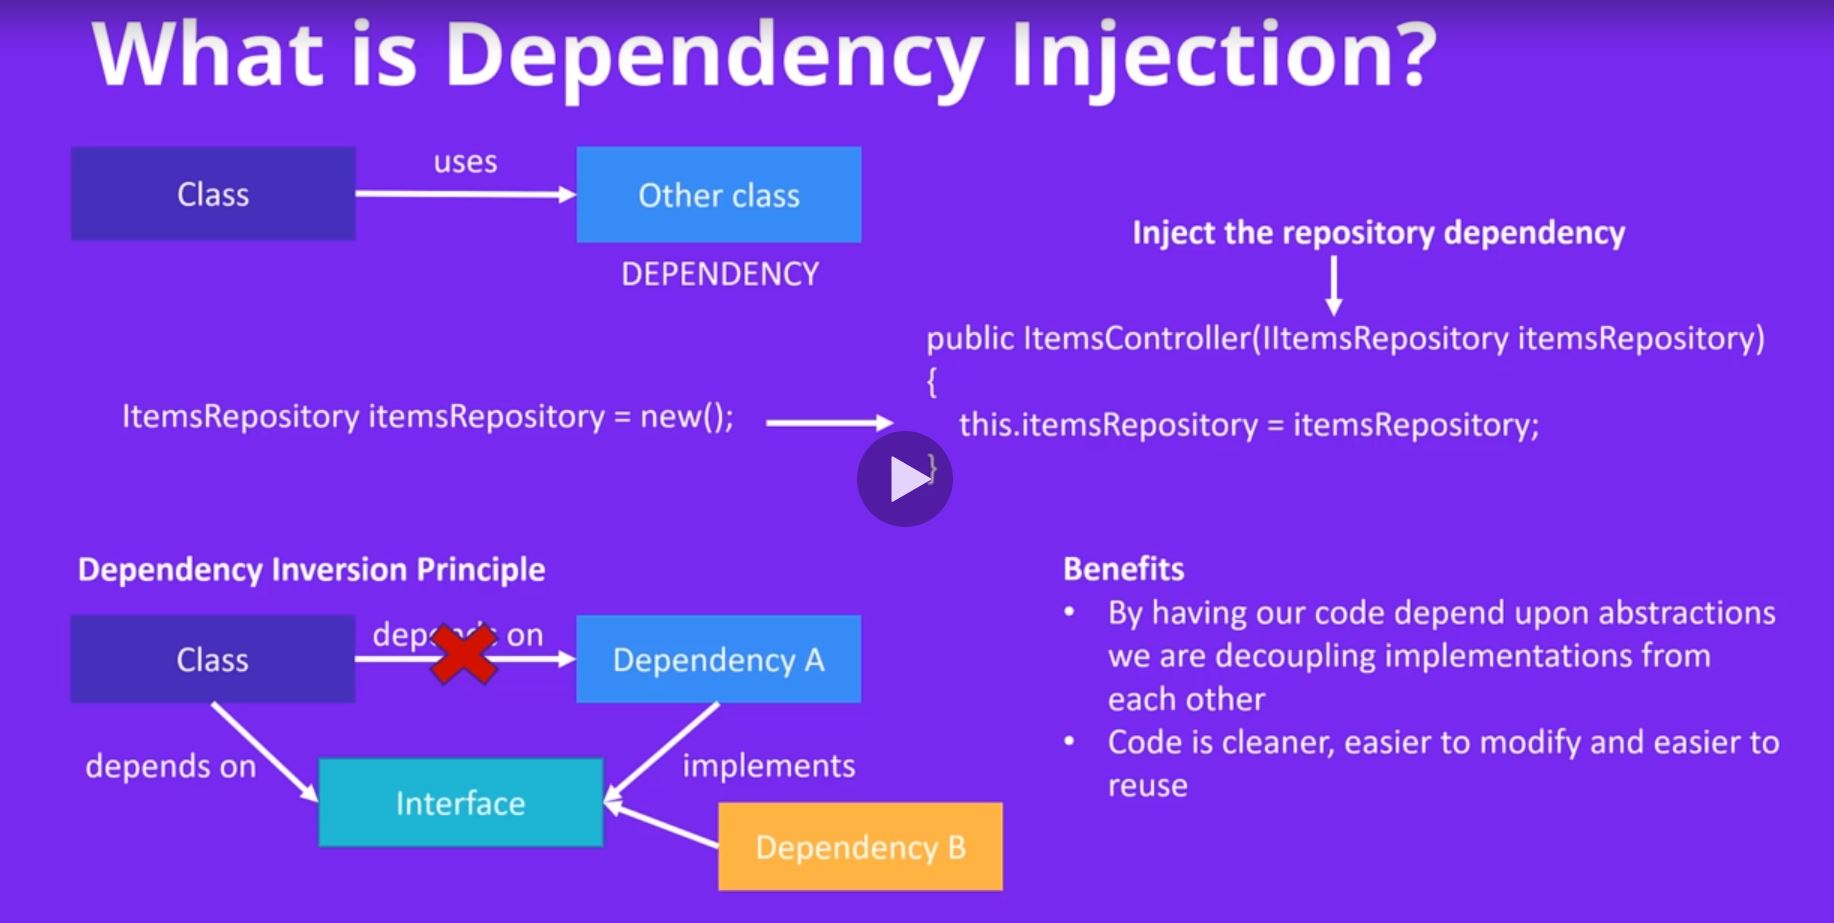 What is Dependency Injection?
Class
uses
Other class
DEPENDENCY
Inject the repository dependency
ItemsRepository itemsRepository = new();
public ItemsController(IItemsRepository itemsRepository)
{
this.itemsRepository = itemsRepository;
}
Dependency Inversion Principle
Class
depends on
Dependency A
depends on
Interface
implements
Dependency B
Benefits
• By having our code depend upon abstractions
we are decoupling implementations from
each other
• Code is cleaner, easier to modify and easier to
reuse